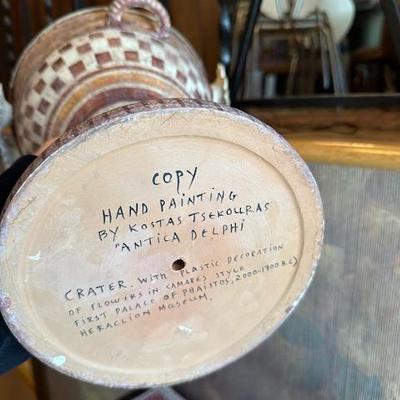 COPY
HAND PAINTING
BY KOSTAS TSEKOURAS
"ANTICA DELPHI
CRATER. With PLASTIC DECORATION
OF FLOWERS IN KAMARES STYLE
FIRST PALACE OF PHAISTOS, 2000-1700 B.C)
HERACLION MUSEUM.